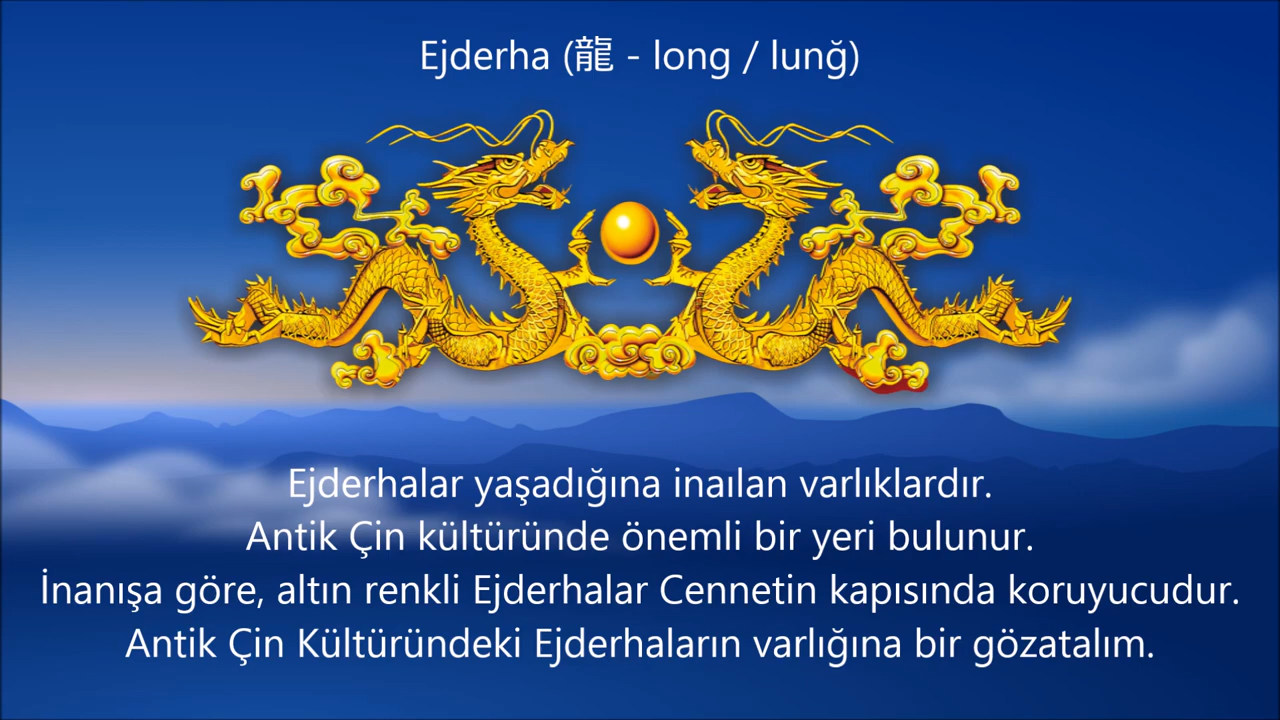 Ejderha (龍 - long / lunğ)
Ejderhalar yaşadığına inaılan varlıklardır.
Antik Çin kültüründe önemli bir yeri bulunur.
İnanışa göre, altın renkli Ejderhalar Cennetin kapısında koruyucudur.
Antik Çin Kültüründeki Ejderhaların varlığına bir gözatalım.